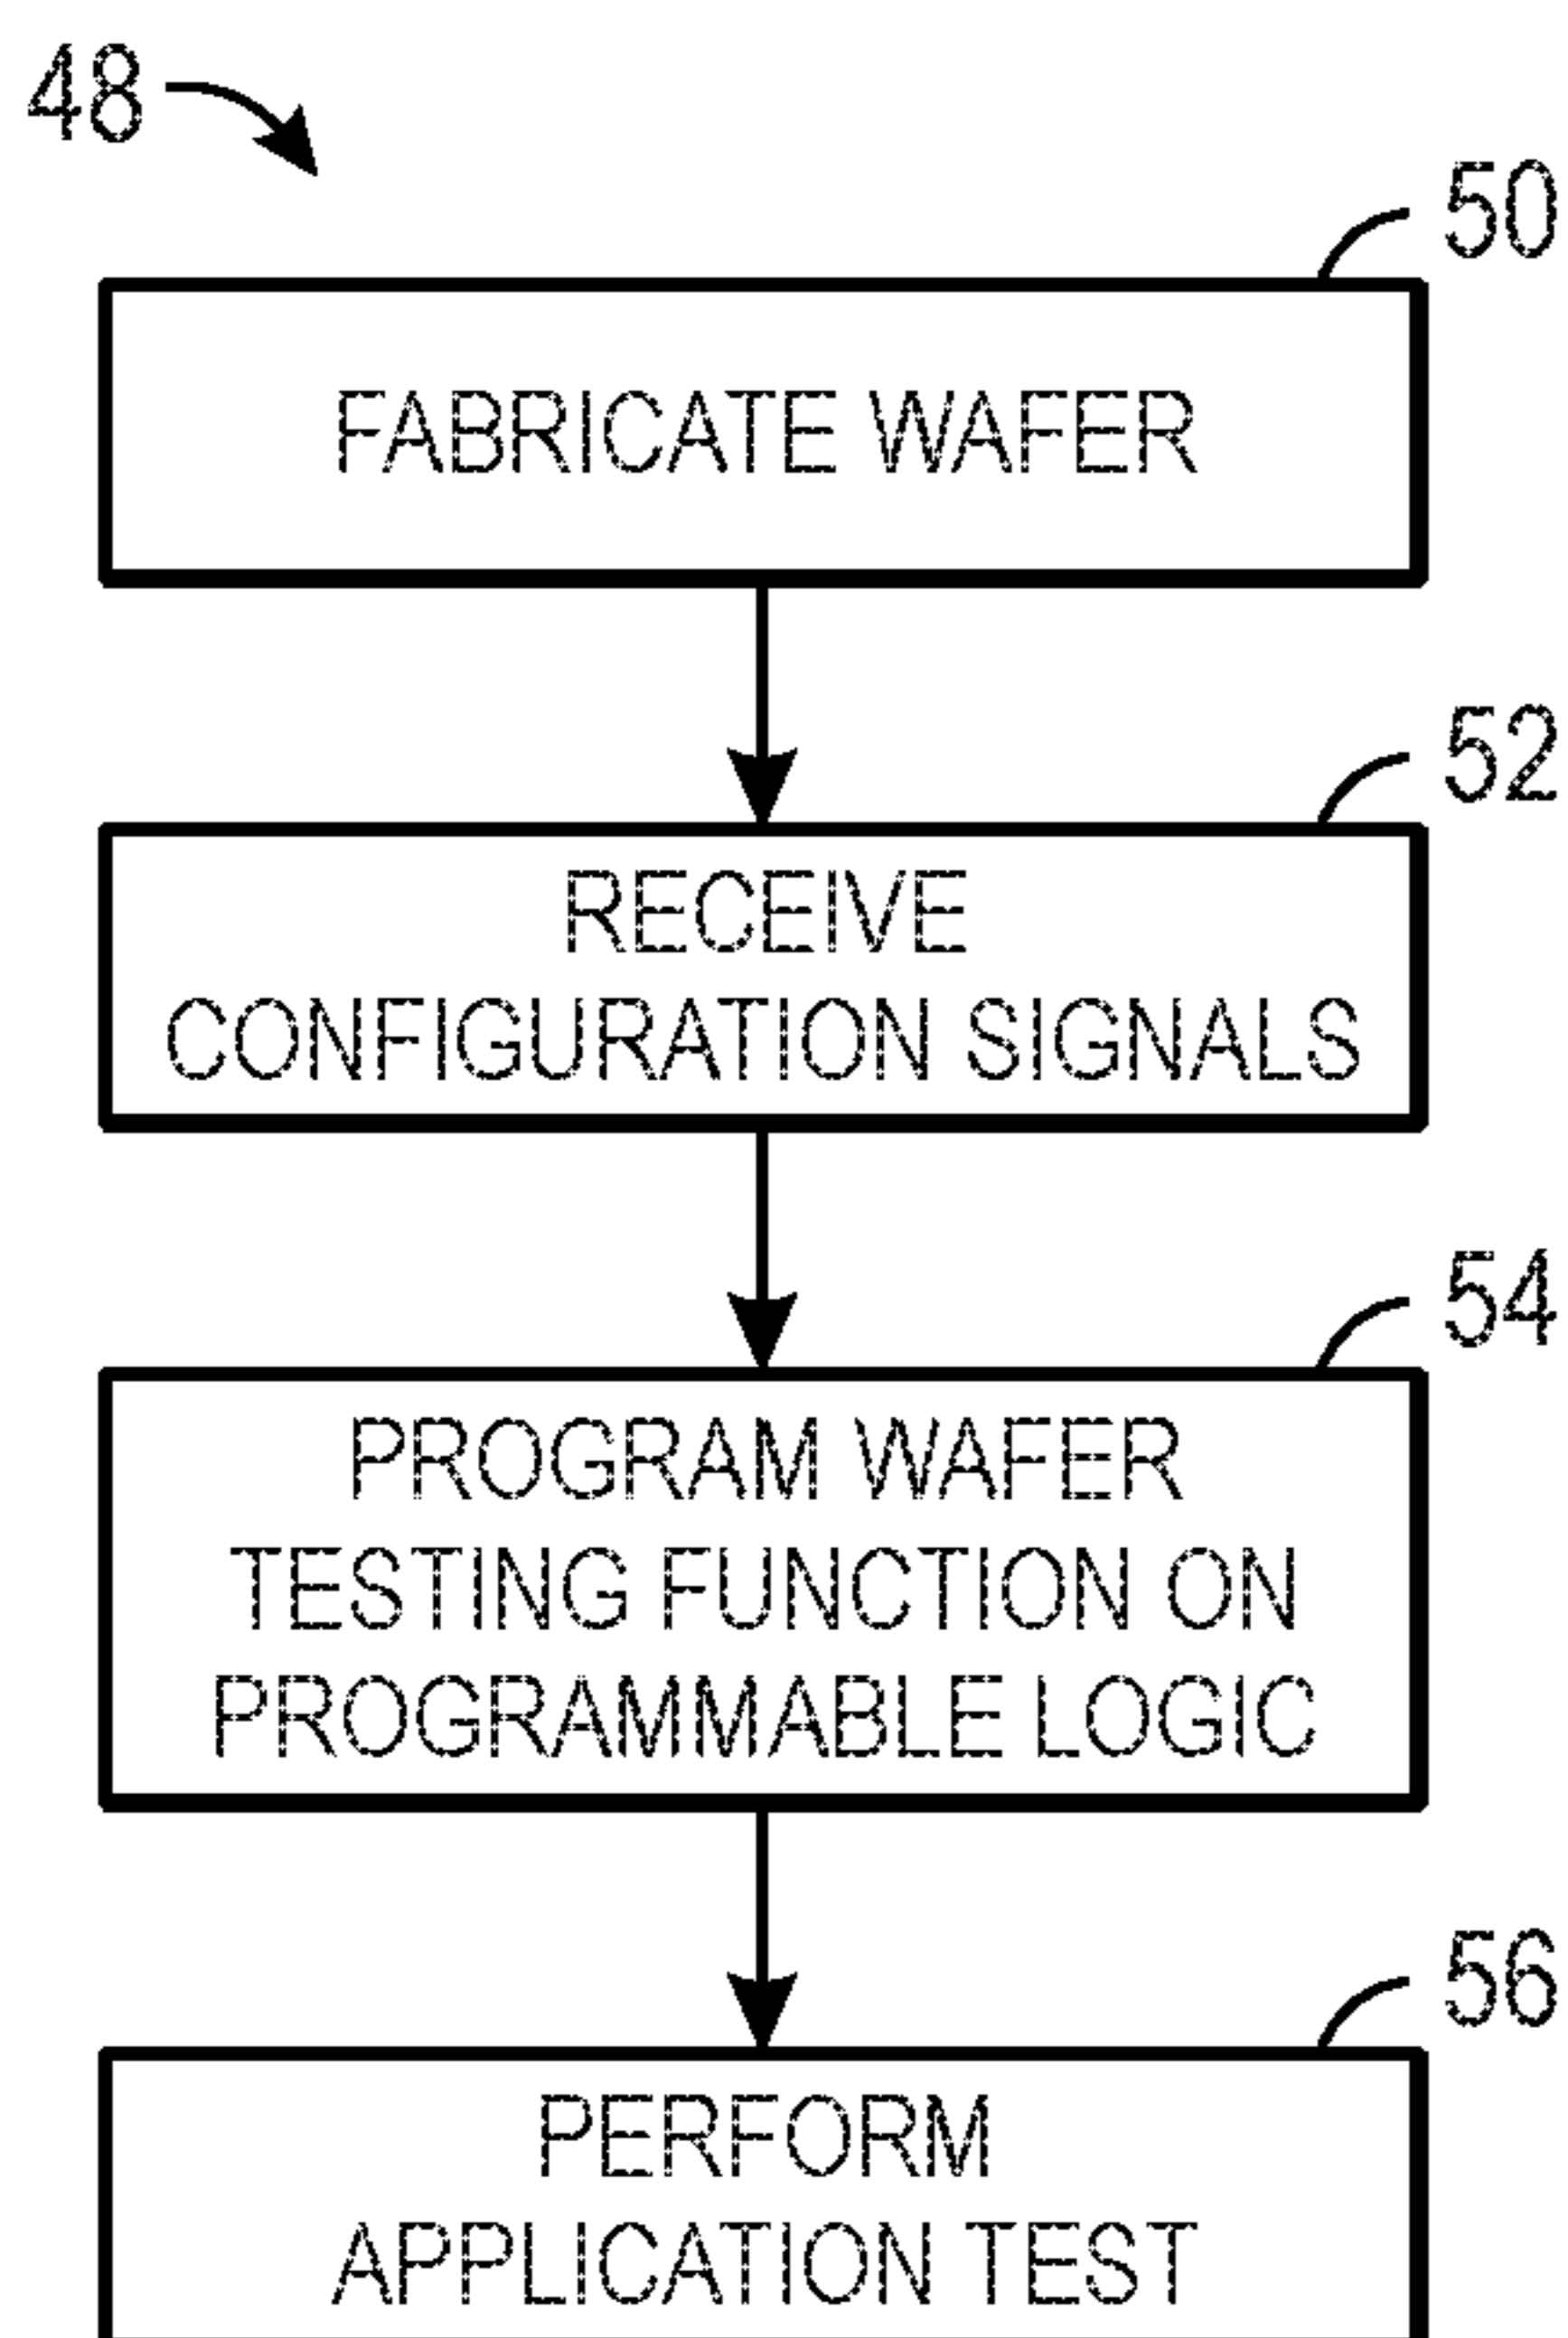 48
50
FABRICATE WAFER
52
RECEIVE
CONFIGURATION SIGNALS
54
PROGRAM WAFER
TESTING FUNCTION ON
PROGRAMMABLE LOGIC
56
PERFORM
APPLICATION TEST